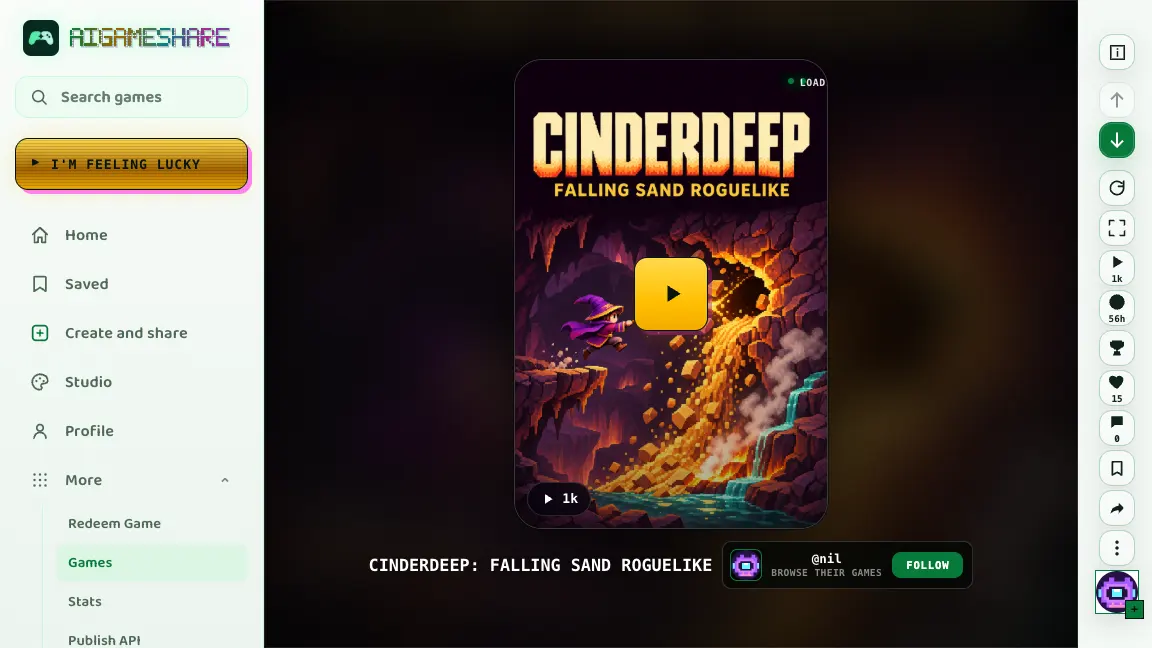 AIGAMESHARE
Search games
I'M FEELING LUCKY
Home
Saved
Create and share
Studio
Profile
More
Redeem Game
Games
Stats
Publish API
LOAD
CINDERDEEP
FALLING SAND ROGUELIKE
1k
CINDERDEEP: FALLING SAND ROGUELIKE
@nil
BROWSE THEIR GAMES
FOLLOW
1k
56h
15
0